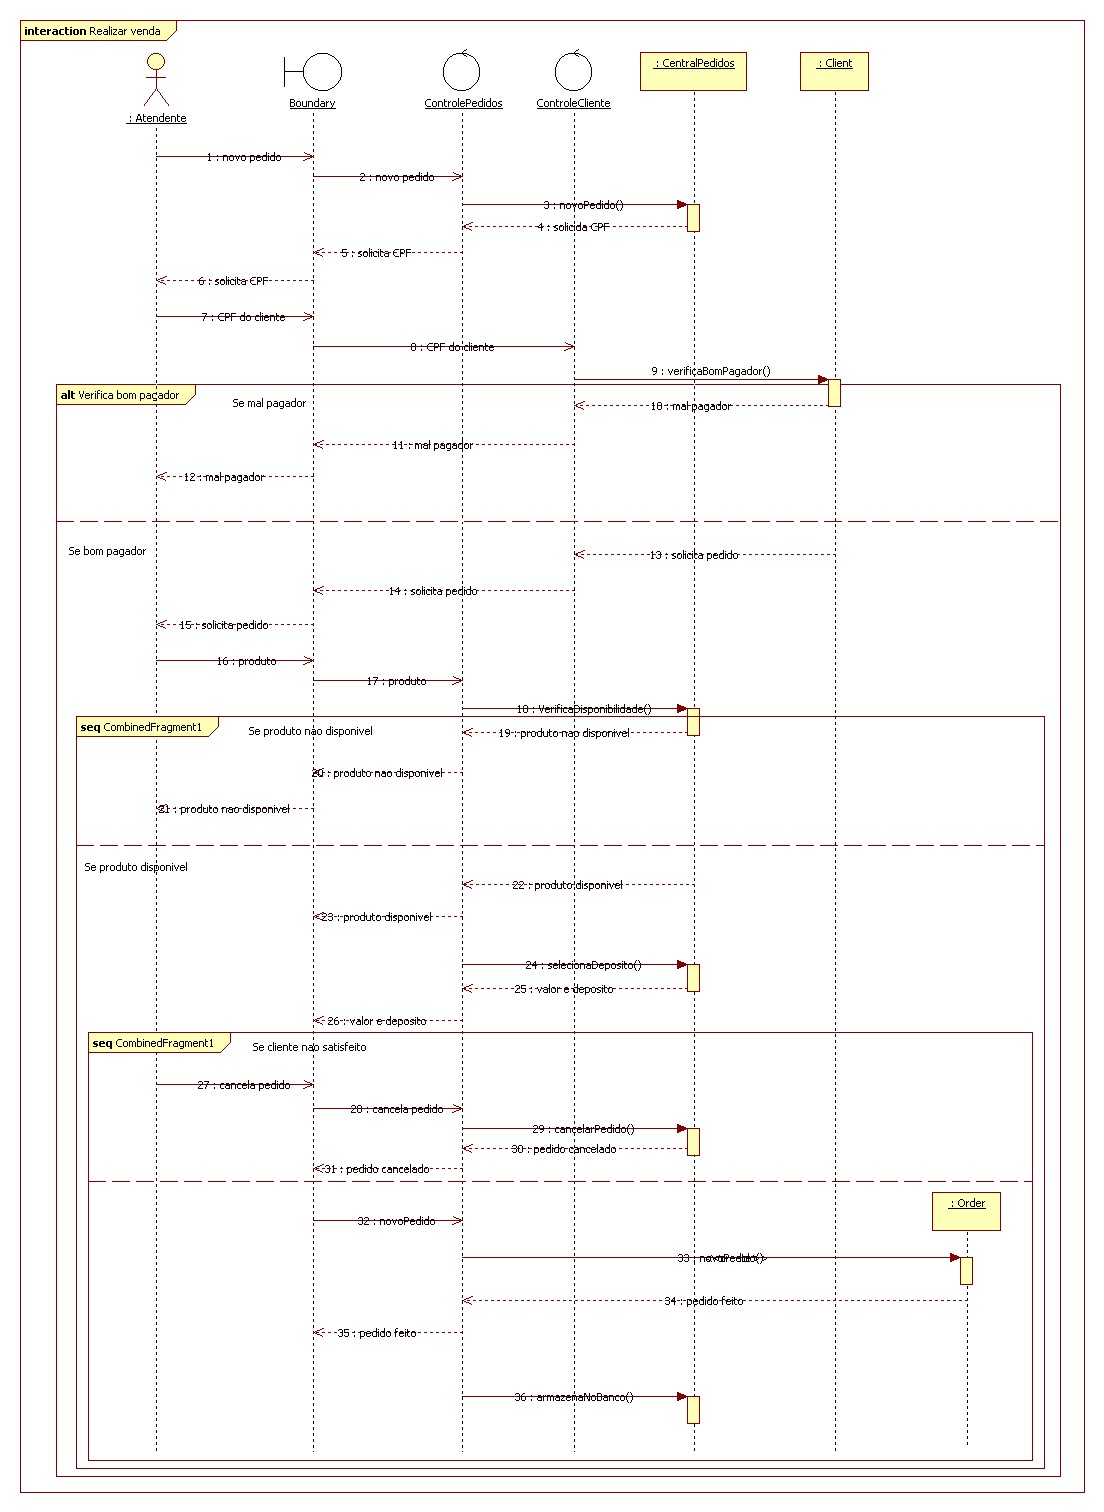 interaction Realizar venda
: Atendente
Boundary
ControlePedidos
ControleCliente
: CentralPedidos
: Client
1 : novo pedido
2 : novo pedido
3 : novoPedido()
4 : solicida CPF
5 : solicita CPF
6 : solicita CPF
7 : CPF do cliente
8 : CPF do cliente
9 : verificaBomPagador()
alt Verifica bom pagador
Se mal pagador
10 : mal pagador
11 : mal pagador
12 : mal pagador
Se bom pagador
13 : solicita pedido
14 : solicita pedido
15 : solicita pedido
16 : produto
17 : produto
18 : VerificaDisponibilidade()
seq CombinedFragment1
Se produto nao disponivel
19 : produto nao disponivel
20 : produto nao disponivel
21 : produto nao disponivel
Se produto disponivel
22 : produto disponivel
23 : produto disponivel
24 : selecionaDeposito()
25 : valor e deposito
26 : valor e deposito
seq CombinedFragment1
Se cliente nao satisfeito
27 : cancela pedido
28 : cancela pedido
29 : cancelarPedido()
30 : pedido cancelado
31 : pedido cancelado
: Order
32 : novoPedido
33 : novoPedido()
34 : pedido feito
35 : pedido feito
36 : armazenaNoBanco()